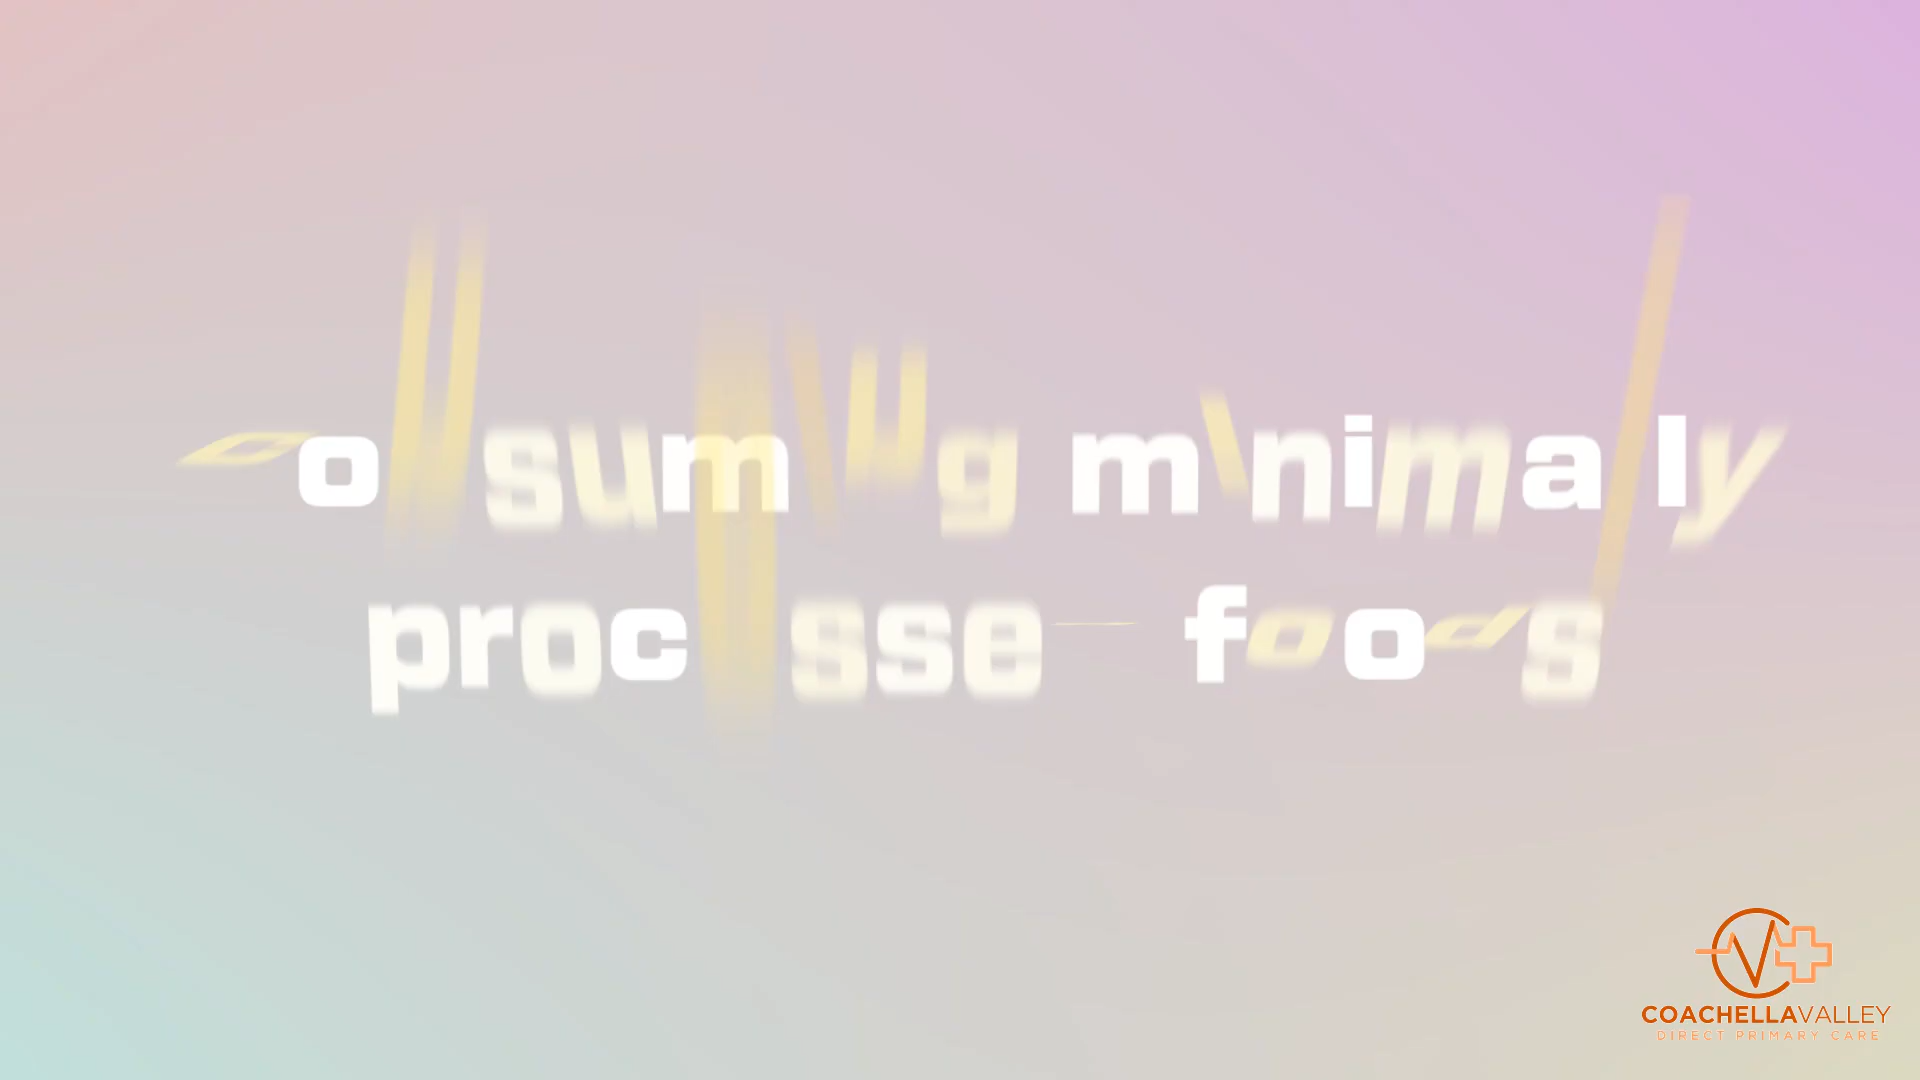 consuming minimally
processed foods
COACHELLAVALLEY
DIRECT PRIMARY CARE